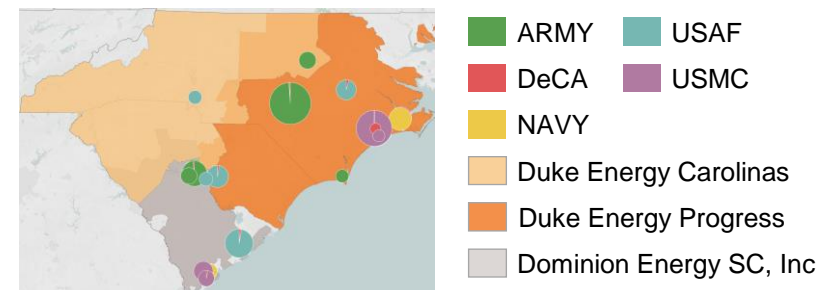 ARMY USAF
DeCA USMC
NAVY
Duke Energy Carolinas
Duke Energy Progress
Dominion Energy SC, Inc